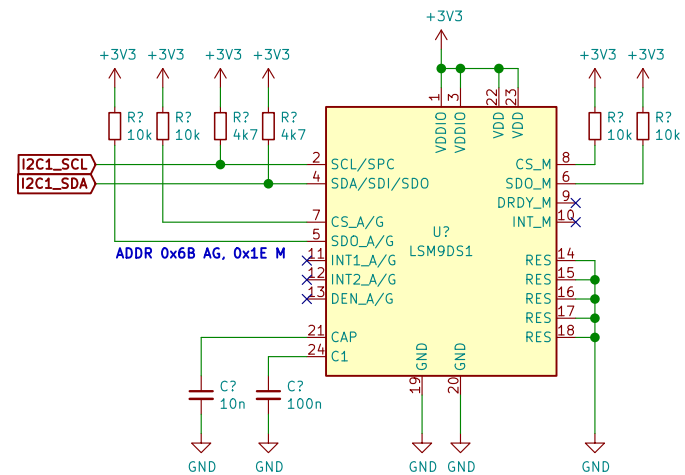 +3V3
+3V3 +3V3 +3V3 +3V3 +3V3 +3V3
R? 10k
R? 10k
R? 4k7
R? 4k7
R? 10k
R? 10k
1 VDDIO
3 VDDIO
22 VDD
23 VDD
I2C1_SCL
I2C1_SDA
2 SCL/SPC
4 SDA/SDI/SDO
7 CS_A/G
5 SDO_A/G
ADDR 0x6B AG, 0x1E M
11 INT1_A/G
12 INT2_A/G
13 DEN_A/G
21 CAP
24 C1
U?
LSM9DS1
CS_M 8
SDO_M 6
DRDY_M 9
INT_M 10
RES 14
RES 15
RES 16
RES 17
RES 18
GND 19
GND 20
C? 10n
C? 100n
GND GND GND GND GND